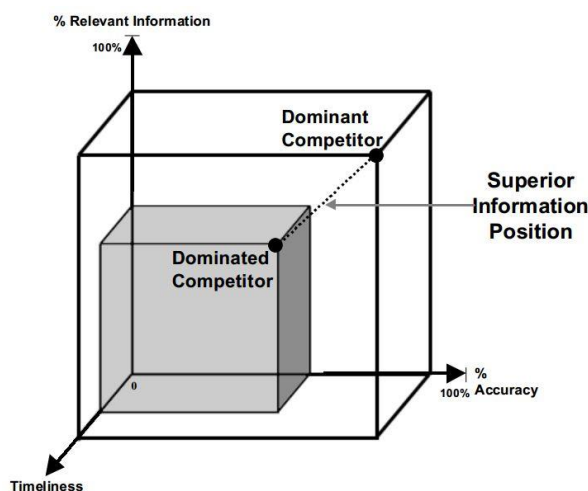 % Relevant Information
100%
Dominant
Competitor
Superior
Information
Position
Dominated
Competitor
0
%
100% Accuracy
Timeliness